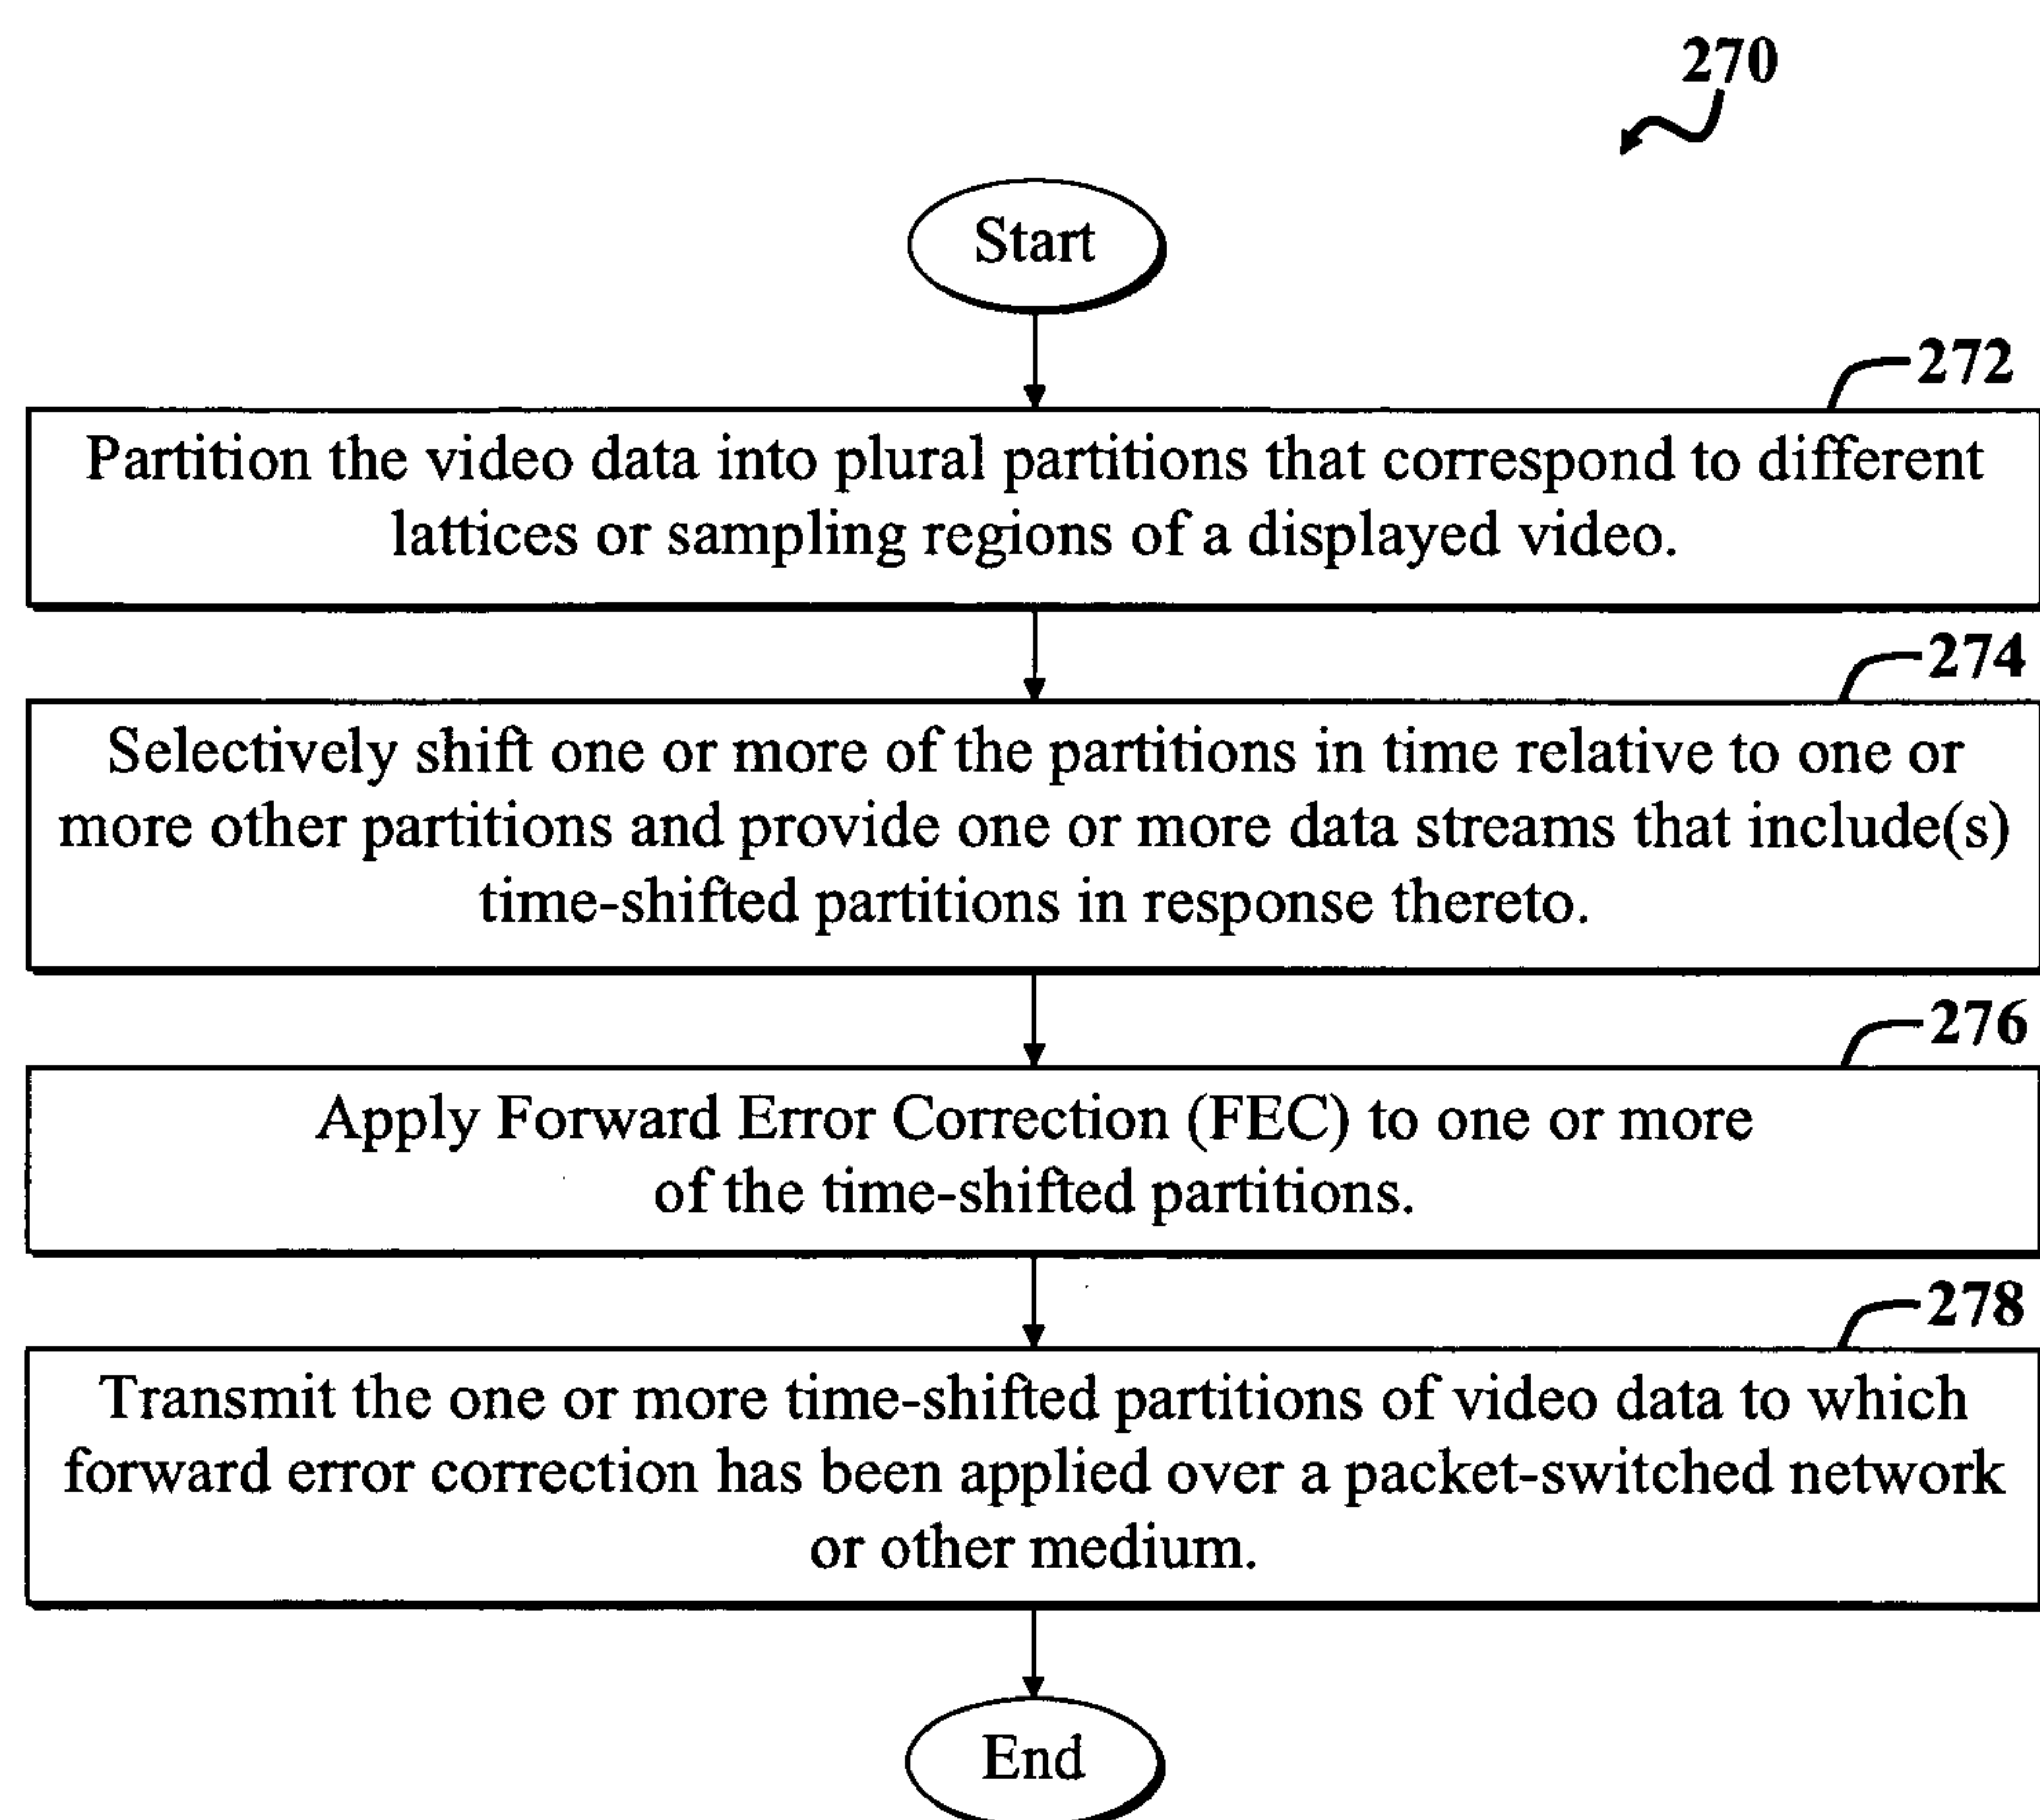 270
Start
272
Partition the video data into plural partitions that correspond to different
lattices or sampling regions of a displayed video.
274
Selectively shift one or more of the partitions in time relative to one or
more other partitions and provide one or more data streams that include(s)
time-shifted partitions in response thereto.
276
Apply Forward Error Correction (FEC) to one or more
of the time-shifted partitions.
278
Transmit the one or more time-shifted partitions of video data to which
forward error correction has been applied over a packet-switched network
or other medium.
End